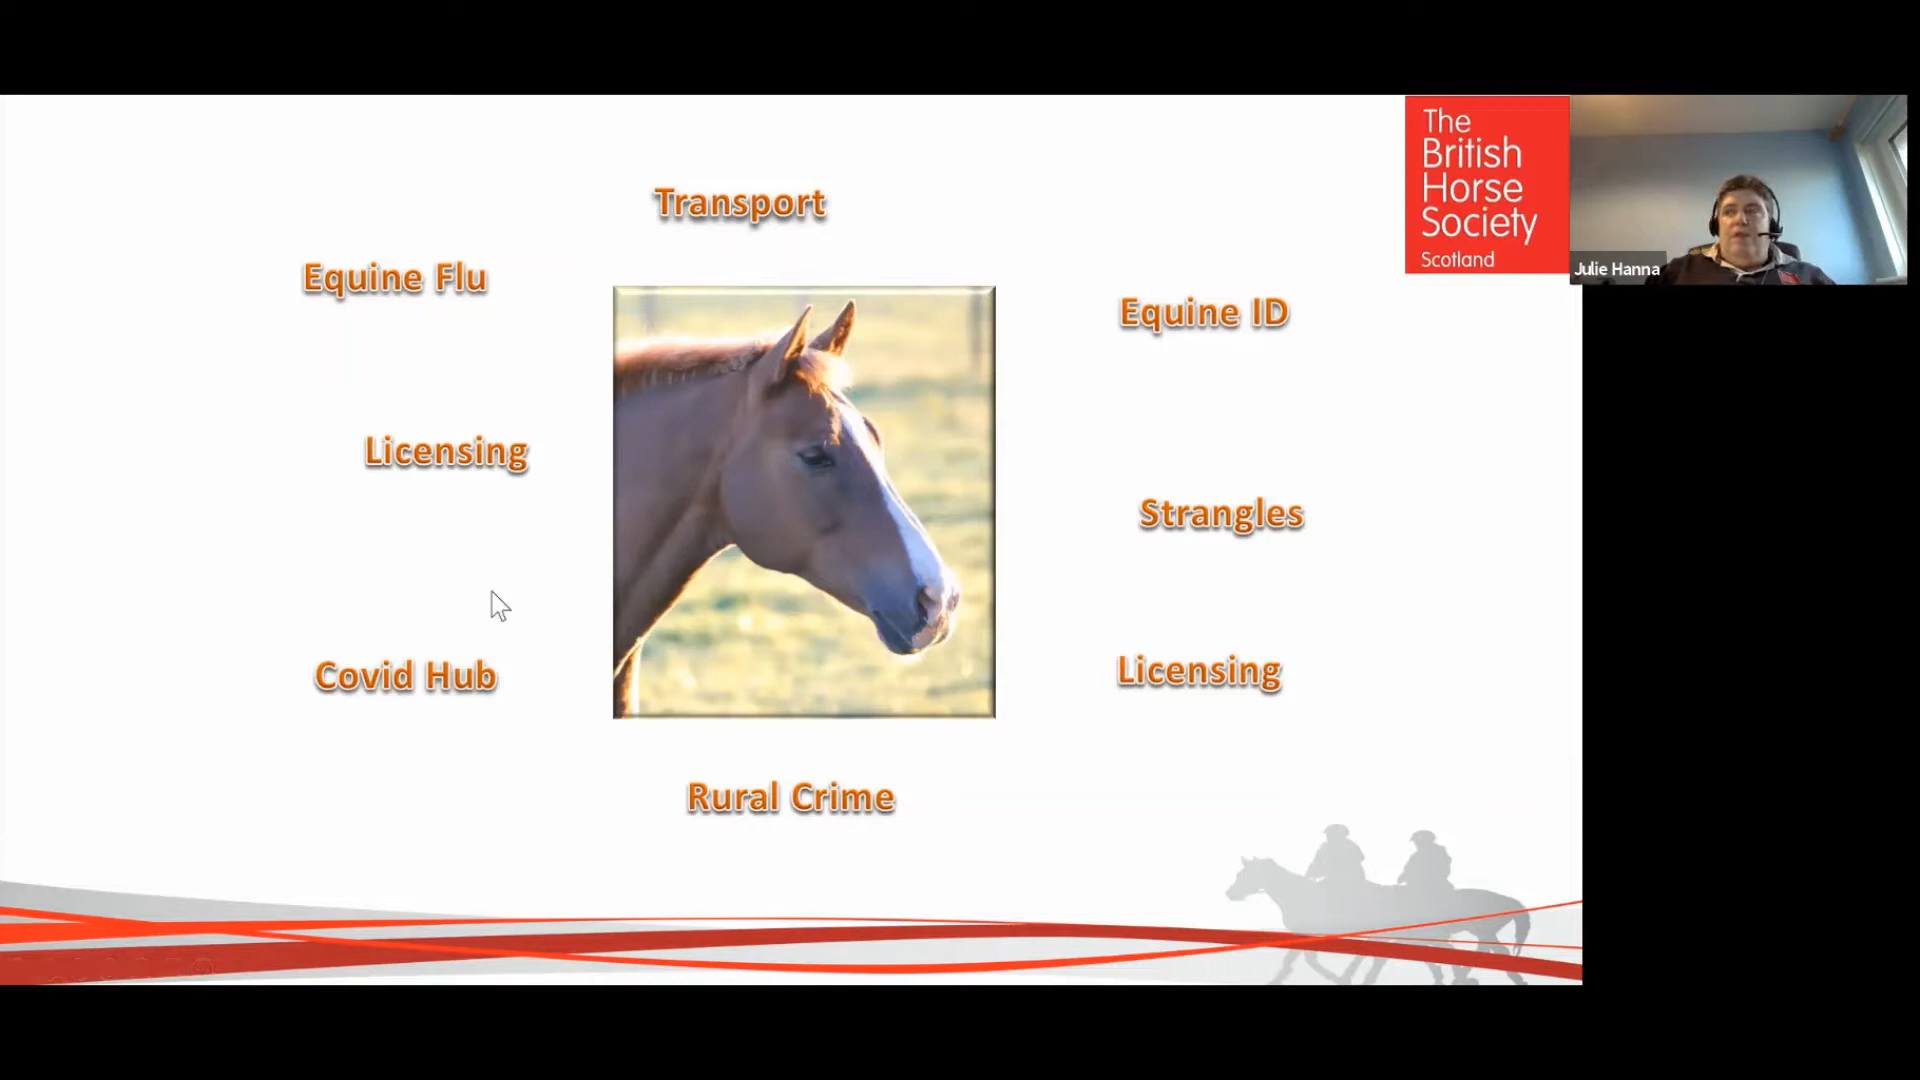 The
British
Horse
Society
Scotland
Julie Hanna
Transport
Equine Flu
Equine ID
Licensing
Strangles
Covid Hub
Licensing
Rural Crime